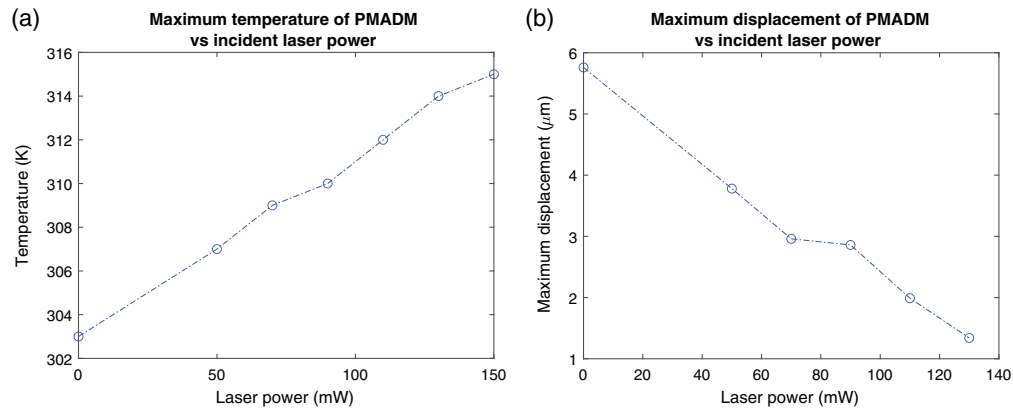 (a)
Maximum temperature of PMADM
vs incident laser power
316
314
312
310
308
306
304
302
Temperature (K)
0 50 100 150
Laser power (mW)
(b)
Maximum displacement of PMADM
vs incident laser power
6
5
4
3
2
1
Maximum displacement (μm)
0 20 40 60 80 100 120 140
Laser power (mW)